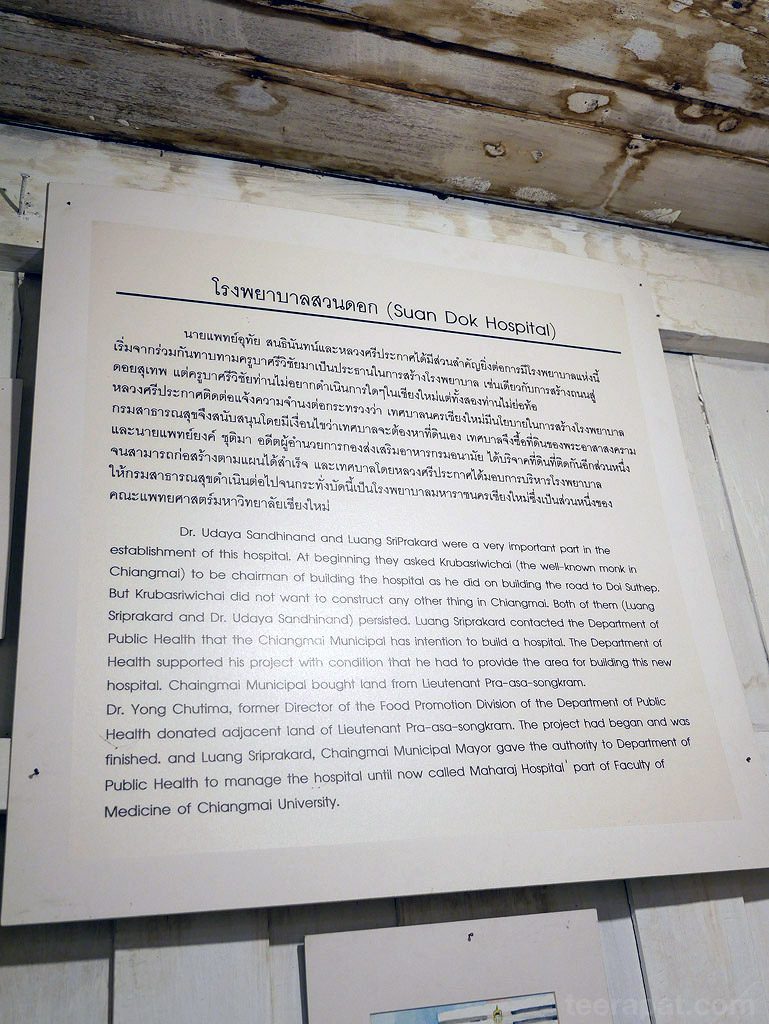 โรงพยาบาลสวนดอก (Suan Dok Hospital)
นายแพทย์อุทัย สนธินันทน์และหลวงศรีประกาศได้มีส่วนสำคัญยิ่งต่อการมีโรงพยาบาลแห่งนี้
เริ่มจากร่วมกันทาบทามครูบาศรีวิชัยมาเป็นประธานในการสร้างโรงพยาบาล เช่นเดียวกับการสร้างถนนสู่
ดอยสุเทพ แต่ครูบาศรีวิชัยท่านไม่อยากดำเนินการใดๆในเชียงใหม่แต่ทั้งสองท่านไม่ย่อท้อ
หลวงศรีประกาศติดต่อแจ้งความจำนงต่อกระทรวงว่า เทศบาลนครเชียงใหม่มีนโยบายในการสร้างโรงพยาบาล
กรมสาธารณสุขจึงสนับสนุนโดยมีเงื่อนไขว่าเทศบาลจะต้องหาที่ดินเอง เทศบาลจึงซื้อที่ดินของพระอาสาสงคราม
และนายแพทย์ยงค์ ชุติมา อดีตผู้อำนวยการกองส่งเสริมอาหารกรมอนามัย ได้บริจาคที่ดินที่ติดกันอีกส่วนหนึ่ง
จนสามารถก่อสร้างตามแผนได้สำเร็จ และเทศบาลโดยหลวงศรีประกาศได้มอบการบริหารโรงพยาบาล
ให้กรมสาธารณสุขดำเนินต่อไปจนกระทั่งบัดนี้เป็นโรงพยาบาลมหาราชนครเชียงใหม่ซึ่งเป็นส่วนหนึ่งของ
คณะแพทยศาสตร์มหาวิทยาลัยเชียงใหม่
Dr. Udaya Sandhinand and Luang SriPrakard were a very important part in the
establishment of this hospital. At beginning they asked Krubasriwichai (the well-known monk in
Chiangmai) to be chairman of building the hospital as he did on building the road to Doi Suthep.
But Krubasriwichai did not want to construct any other thing in Chiangmai. Both of them (Luang
Sriprakard and Dr. Udaya Sandhinand) persisted. Luang Sriprakard contacted the Department of
Public Health that the Chiangmai Municipal has intention to build a hospital. The Department of
Health supported his project with condition that he had to provide the area for building this new
hospital. Chaingmai Municipal bought land from Lieutenant Pra-asa-songkram.
Dr. Yong Chutima, former Director of the Food Promotion Division of the Department of Public
Health donated adjacent land of Lieutenant Pra-asa-songkram. The project had began and was
finished. and Luang Sriprakard, Chaingmai Municipal Mayor gave the authority to Department of
Public Health to manage the hospital until now called Maharaj Hospital' part of Faculty of
Medicine of Chiangmai University.
teerapat.com